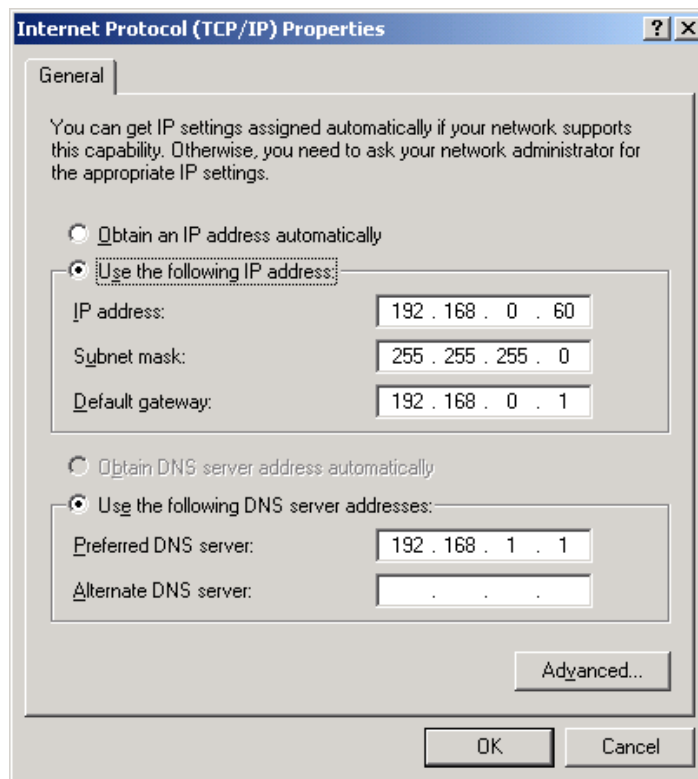 Internet Protocol (TCP/IP) Properties
General
You can get IP settings assigned automatically if your network supports
this capability. Otherwise, you need to ask your network administrator for
the appropriate IP settings.
Obtain an IP address automatically
Use the following IP address:
IP address: 192 . 168 . 0 . 60
Subnet mask: 255 . 255 . 255 . 0
Default gateway: 192 . 168 . 0 . 1
Obtain DNS server address automatically
Use the following DNS server addresses:
Preferred DNS server: 192 . 168 . 1 . 1
Alternate DNS server: . . .
Advanced...
OK Cancel